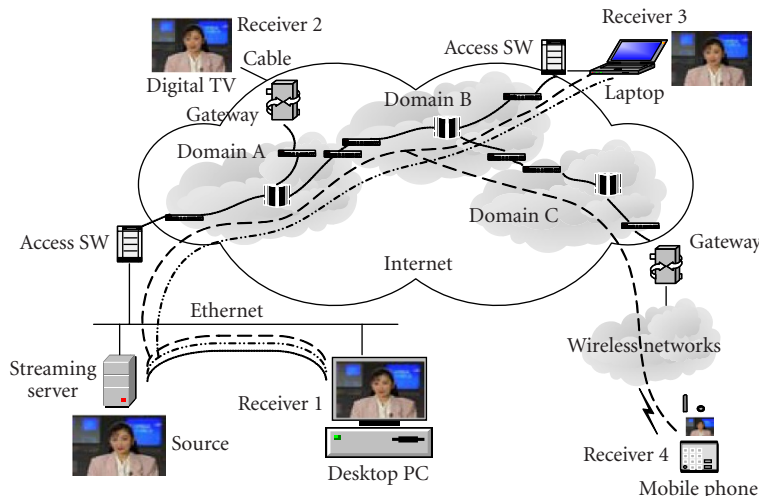 Receiver 2
Receiver 3
Cable
Access SW
Digital TV
Laptop
Gateway
Domain B
Domain A
Domain C
Access SW
Internet
Gateway
Ethernet
Wireless networks
Streaming
server
Receiver 1
Source
Desktop PC
Receiver 4
Mobile phone